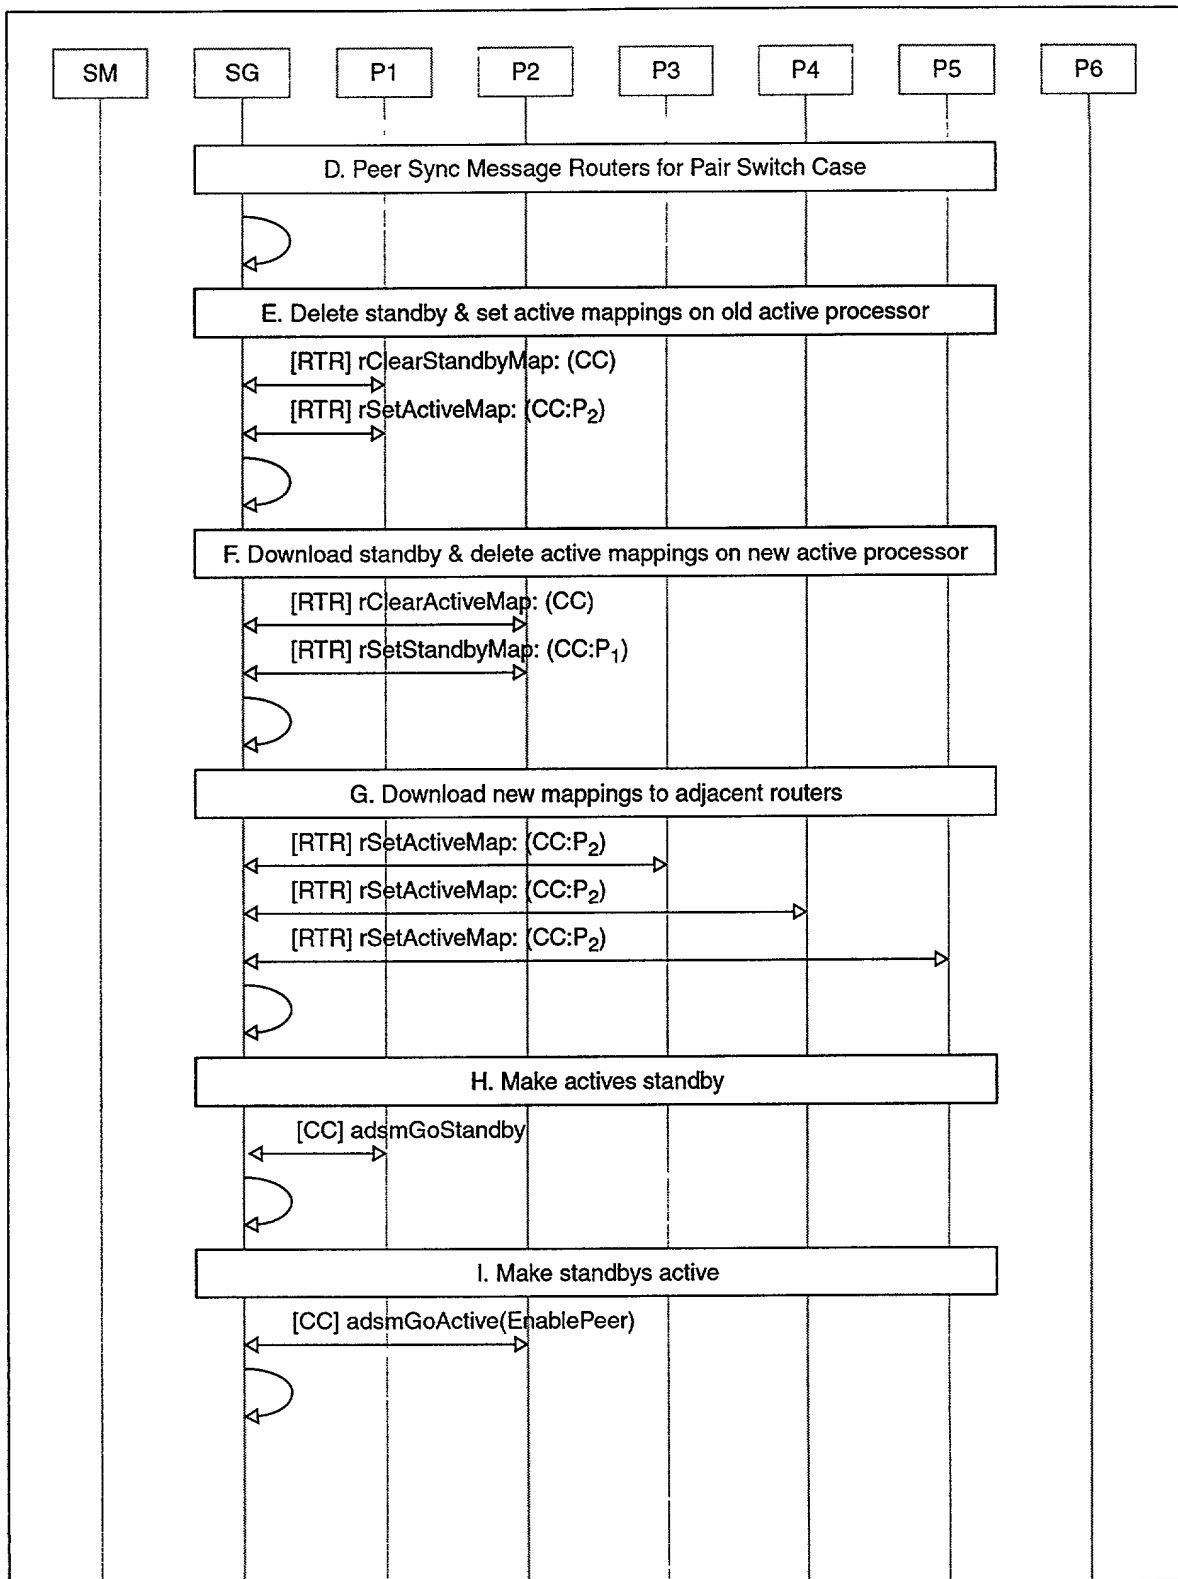 SM SG P1 P2 P3 P4 P5 P6
D. Peer Sync Message Routers for Pair Switch Case
E. Delete standby & set active mappings on old active processor
[RTR] rClearStandbyMap: (CC)
[RTR] rSetActiveMap: (CC:P2)
F. Download standby & delete active mappings on new active processor
[RTR] rClearActiveMap: (CC)
[RTR] rSetStandbyMap: (CC:P1)
G. Download new mappings to adjacent routers
[RTR] rSetActiveMap: (CC:P2)
[RTR] rSetActiveMap: (CC:P2)
[RTR] rSetActiveMap: (CC:P2)
H. Make actives standby
[CC] adsmGoStandby
I. Make standbys active
[CC] adsmGoActive(EnablePeer)